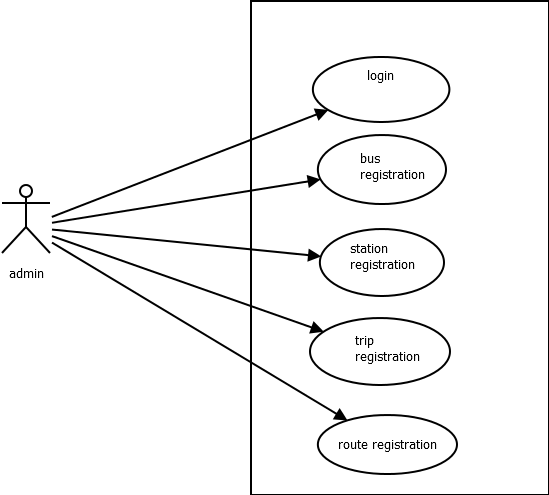 login
bus
registration
station
registration
admin
trip
registration
route registration